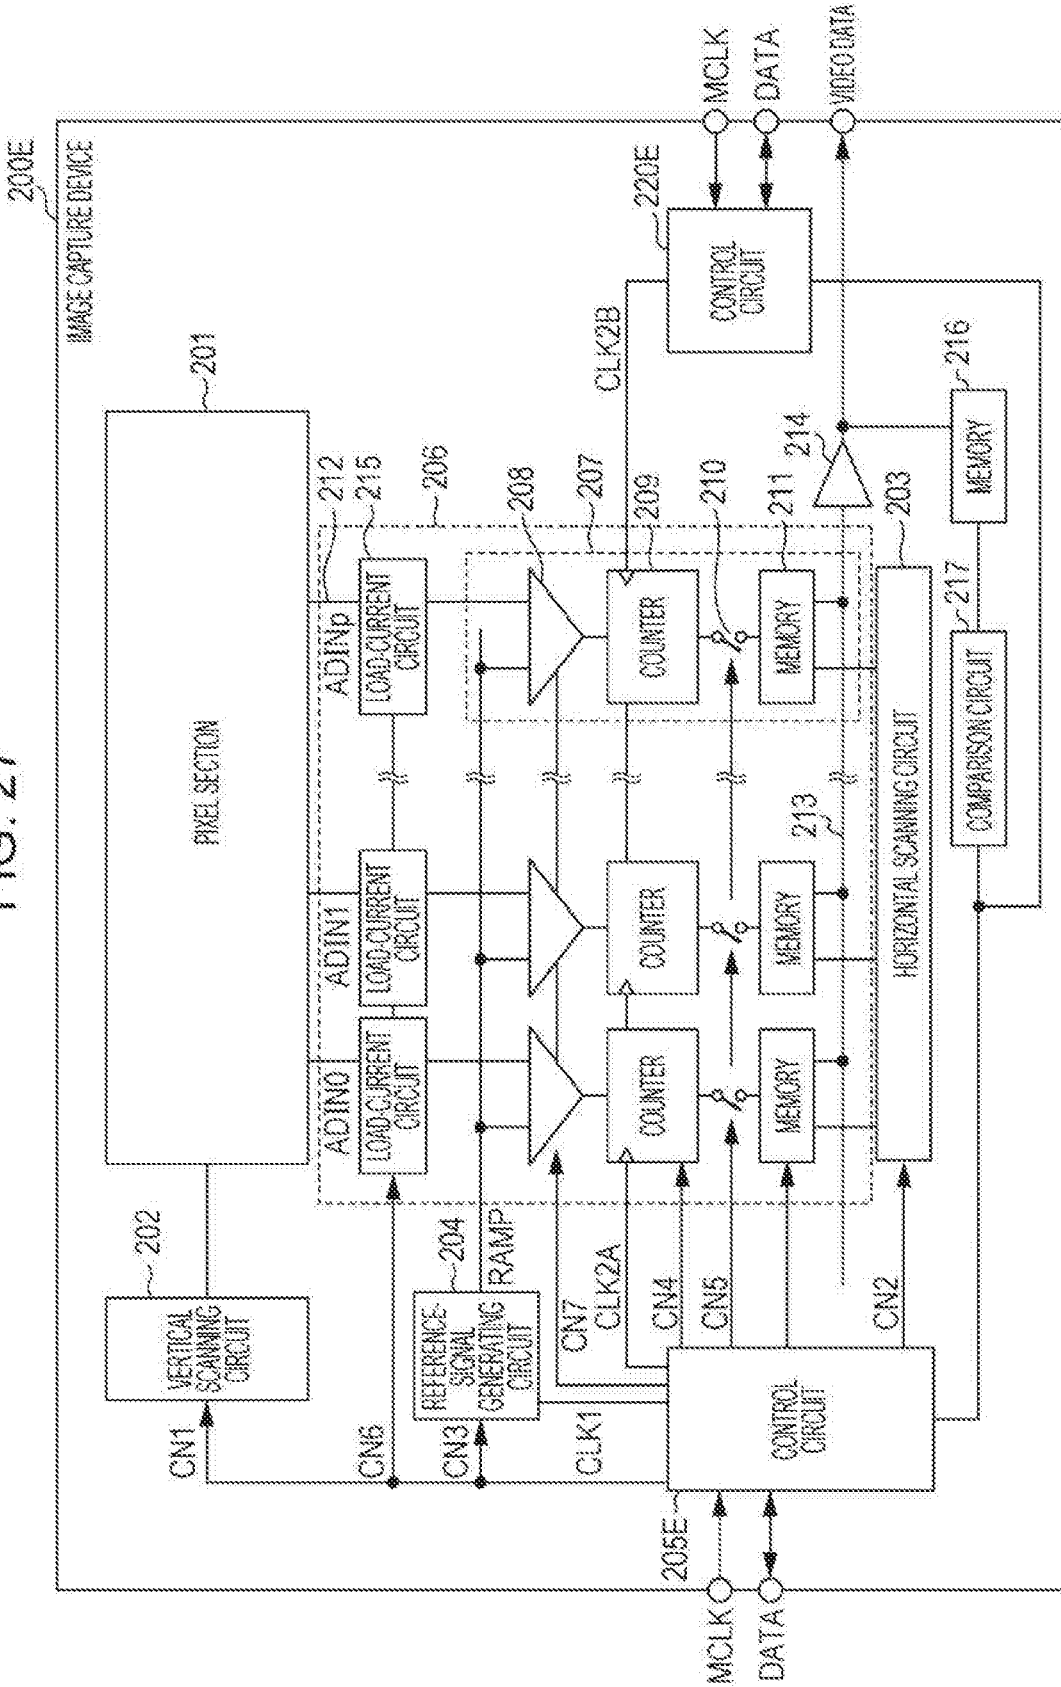 FIG. 27
200E
IMAGE CAPTURE DEVICE
201
PIXEL SECTION
202
VERTICAL
SCANNING
CIRCUIT
CN1
ADIN0
ADIN1
ADINp
212
215
206
LOAD-CURRENT
CIRCUIT
LOAD-CURRENT
CIRCUIT
LOAD-CURRENT
CIRCUIT
CN6
204
REFERENCE-
SIGNAL
GENERATING
CIRCUIT
RAMP
CN3
CLK1
CN7
208
207
CLK2A
CLK2B
COUNTER
COUNTER
COUNTER
209
CN4
CN5
210
MEMORY
MEMORY
MEMORY
211
213
214
CN2
HORIZONTAL SCANNING CIRCUIT
203
205E
CONTROL
CIRCUIT
220E
CONTROL
CIRCUIT
MCLK
DATA
MCLK
DATA
VIDEO DATA
COMPARISON CIRCUIT
217
MEMORY
216